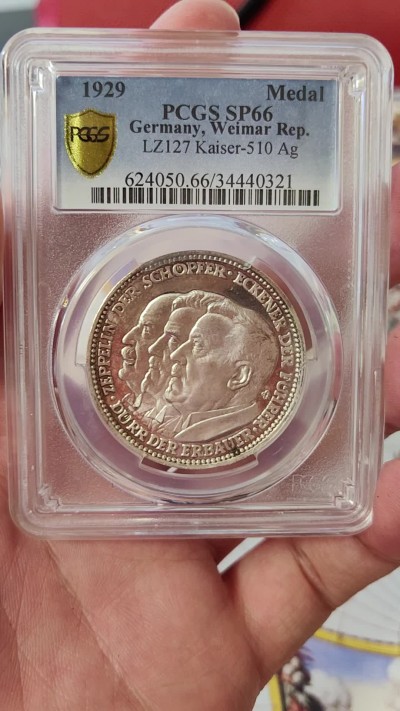 1929 Medal
PCGS SP66
Germany, Weimar Rep.
LZ127 Kaiser-510 Ag
624050.66/34440321
PCGS
ZEPPELIN DER SCHÖPFER · ECKENER DER FÜHRER ·
DÜRR DER ERBAUER ·